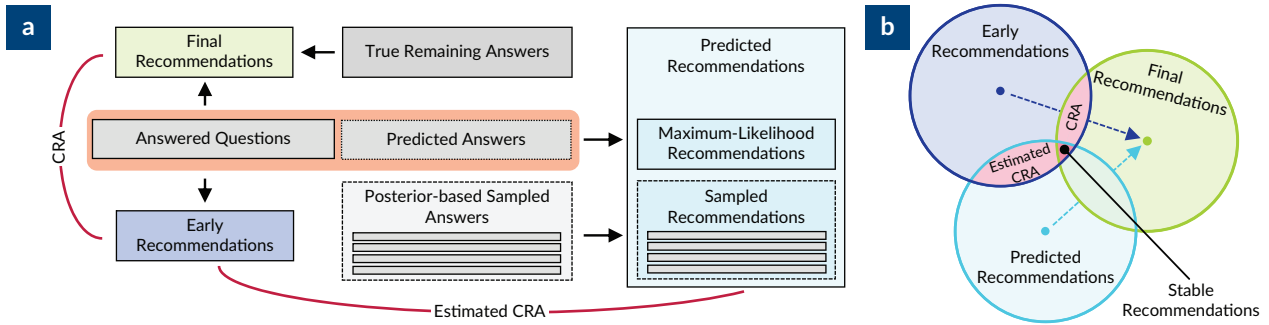 a
Final
Recommendations
True Remaining Answers
Predicted
Recommendations
CRA
Answered Questions
Predicted Answers
Maximum-Likelihood
Recommendations
Posterior-based Sampled
Answers
Sampled
Recommendations
Early
Recommendations
Estimated CRA
b
Early
Recommendations
Final
Recommendations
CRA
Estimated
CRA
Predicted
Recommendations
Stable
Recommendations